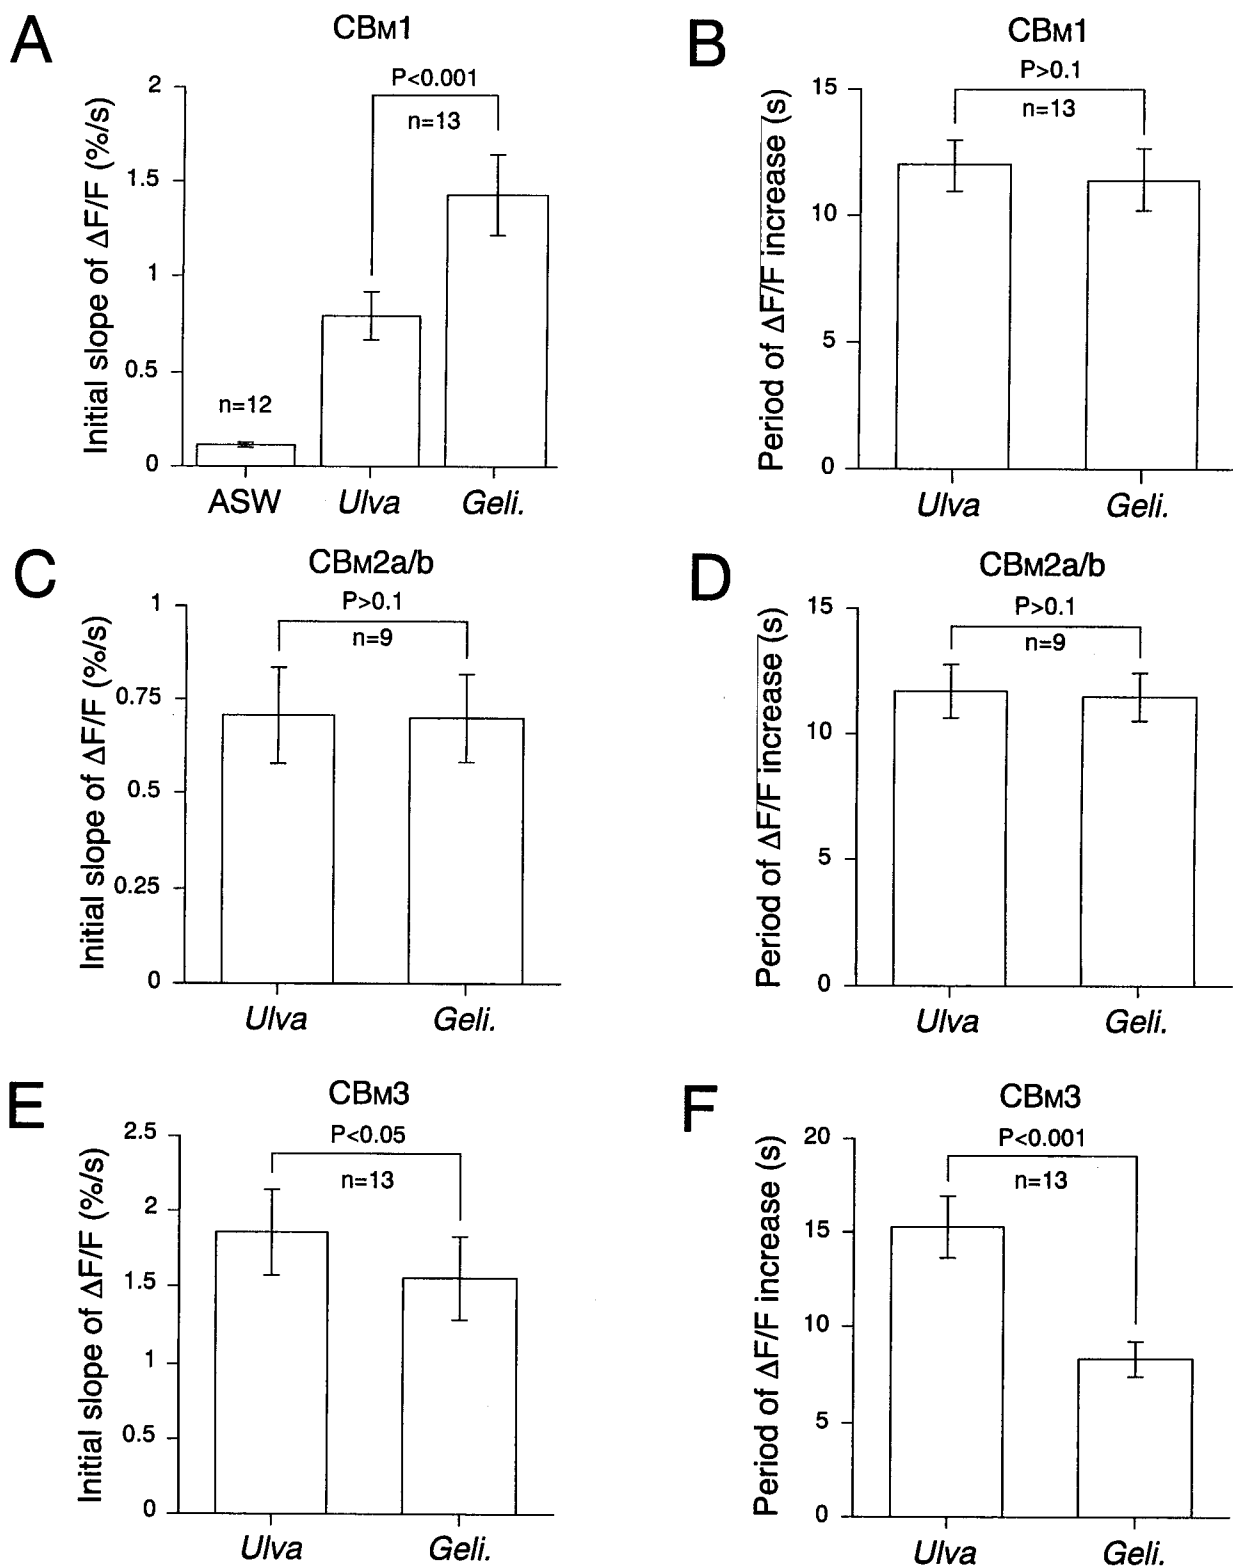 A
CBM1
Initial slope of ΔF/F (%/s)
2
1.5
1
0.5
0
P<0.001
n=13
n=12
ASW
Ulva
Geli.
B
CBM1
Period of ΔF/F increase (s)
15
10
5
0
P>0.1
n=13
Ulva
Geli.
C
CBM2a/b
Initial slope of ΔF/F (%/s)
1
0.75
0.5
0.25
0
P>0.1
n=9
Ulva
Geli.
D
CBM2a/b
Period of ΔF/F increase (s)
15
10
5
0
P>0.1
n=9
Ulva
Geli.
E
CBM3
Initial slope of ΔF/F (%/s)
2.5
2
1.5
1
0.5
0
P<0.05
n=13
Ulva
Geli.
F
CBM3
Period of ΔF/F increase (s)
20
15
10
5
0
P<0.001
n=13
Ulva
Geli.